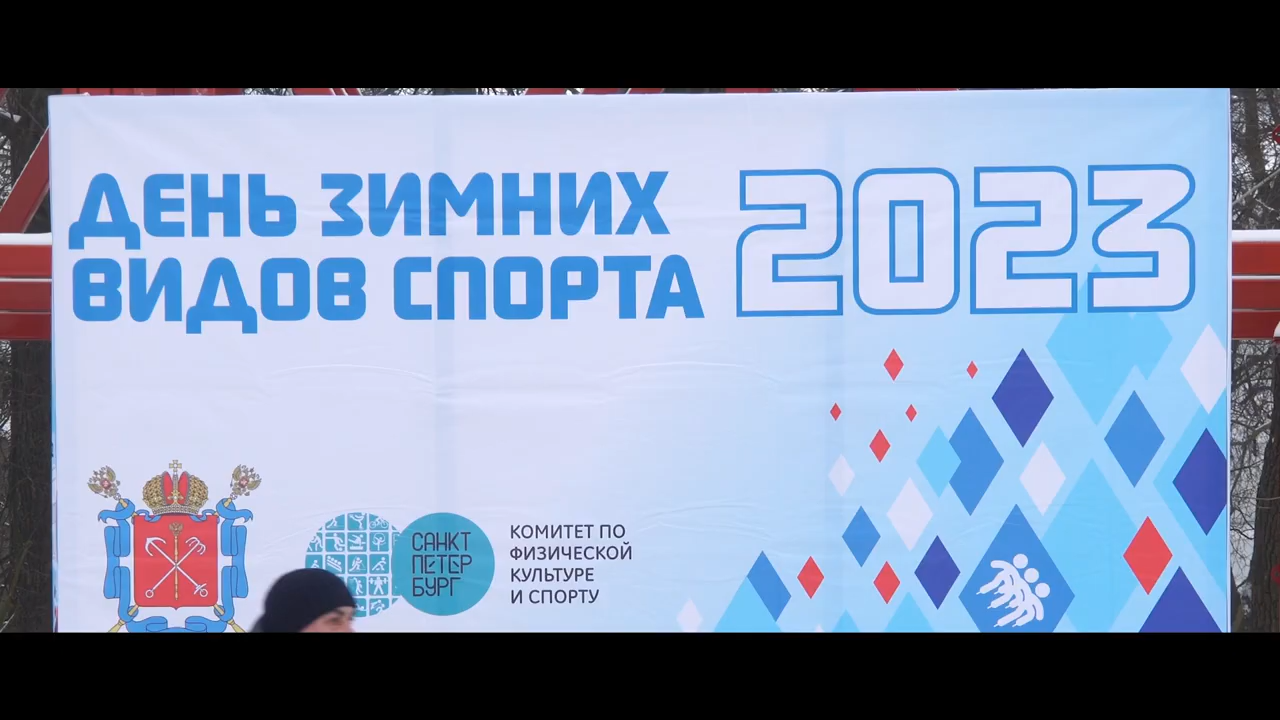 ДЕНЬ ЗИМНИХ
ВИДОВ СПОРТА
2023
САНКТ
ПЕТЕР
БУРГ
КОМИТЕТ ПО
ФИЗИЧЕСКОЙ
КУЛЬТУРЕ
И СПОРТУ